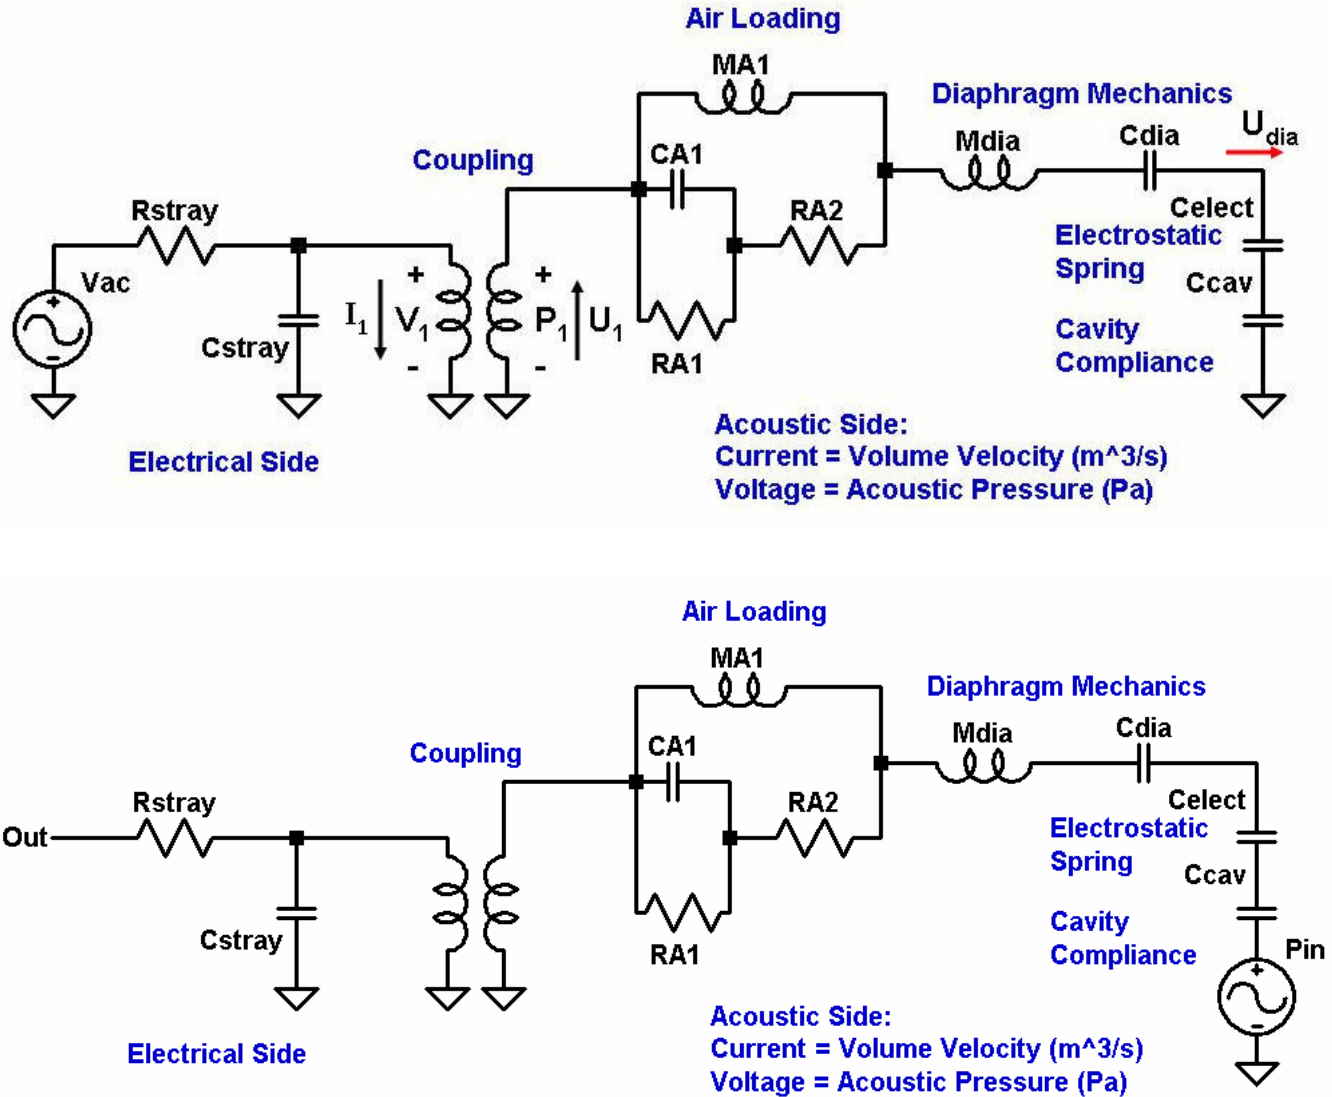 Air Loading
MA1
Diaphragm Mechanics
Mdia
Cdia
U dia
Coupling
CA1
Rstray
RA2
Celect
Electrostatic
Spring
Vac
+
+
+
Ccav
I1
V1
P1
U1
Cstray
-
-
-
RA1
Cavity
Compliance
Acoustic Side:
Current = Volume Velocity (m^3/s)
Voltage = Acoustic Pressure (Pa)
Electrical Side
Air Loading
MA1
Diaphragm Mechanics
Mdia
Cdia
Coupling
CA1
Rstray
RA2
Celect
Out
Electrostatic
Spring
Ccav
Cstray
RA1
Cavity
Compliance
Pin
+
-
Acoustic Side:
Current = Volume Velocity (m^3/s)
Voltage = Acoustic Pressure (Pa)
Electrical Side